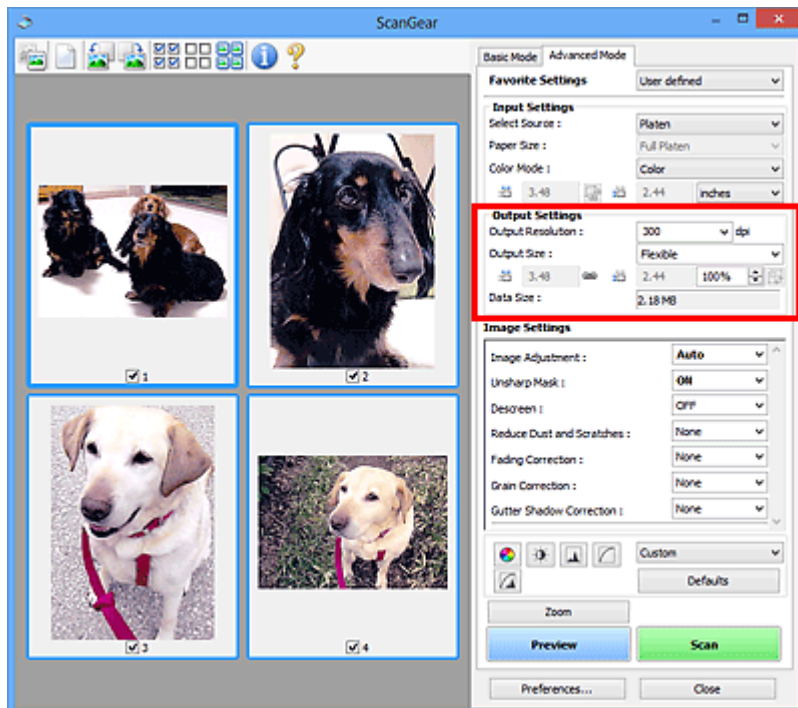 ScanGear
Basic Mode Advanced Mode
Favorite Settings User defined
Input Settings
Select Source : Platen
Paper Size : Full Platen
Color Mode : Color
3.48 2.44 inches
Output Settings
Output Resolution : 300 dpi
Output Size : Flexible
3.48 2.44 100%
Data Size : 2.18 MB
Image Settings
Image Adjustment : Auto
Unsharp Mask : ON
Descreen : OFF
Reduce Dust and Scratches : None
Fading Correction : None
Grain Correction : None
Gutter Shadow Correction : None
Custom
Defaults
Zoom
Preview Scan
Preferences... Close
1
2
3
4